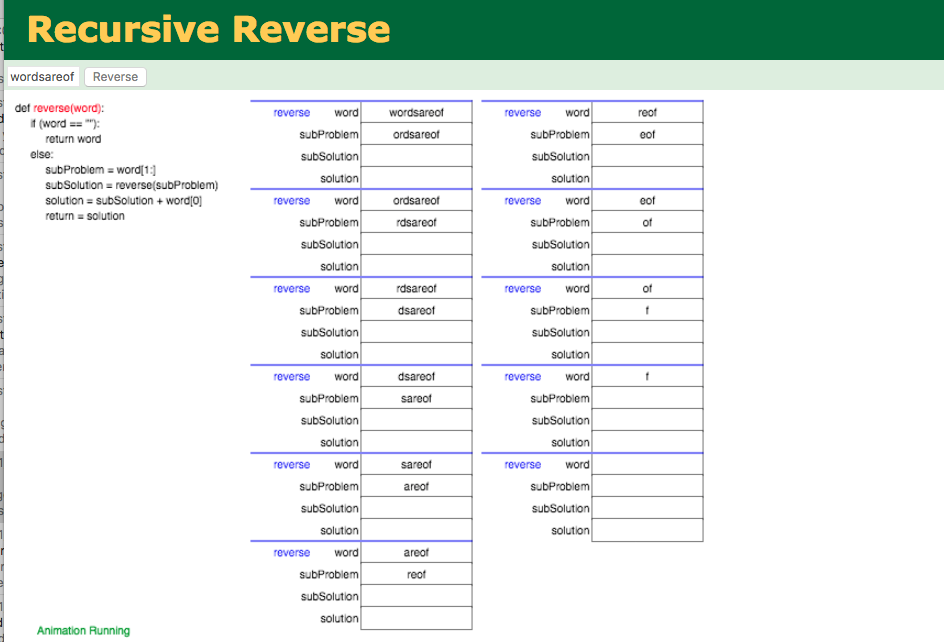 Recursive Reverse
wordsareof Reverse
def reverse(word):
if (word == ""):
return word
else:
subProblem = word[1:]
subSolution = reverse(subProblem)
solution = subSolution + word[0]
return = solution
reverse word wordsareof
subProblem ordsareof
subSolution
solution
reverse word ordsareof
subProblem rdsareof
subSolution
solution
reverse word rdsareof
subProblem dsareof
subSolution
solution
reverse word dsareof
subProblem sareof
subSolution
solution
reverse word sareof
subProblem areof
subSolution
solution
reverse word areof
subProblem reof
subSolution
solution
reverse word reof
subProblem eof
subSolution
solution
reverse word eof
subProblem of
subSolution
solution
reverse word of
subProblem f
subSolution
solution
reverse word f
subProblem
subSolution
solution
reverse word
subProblem
subSolution
solution
Animation Running